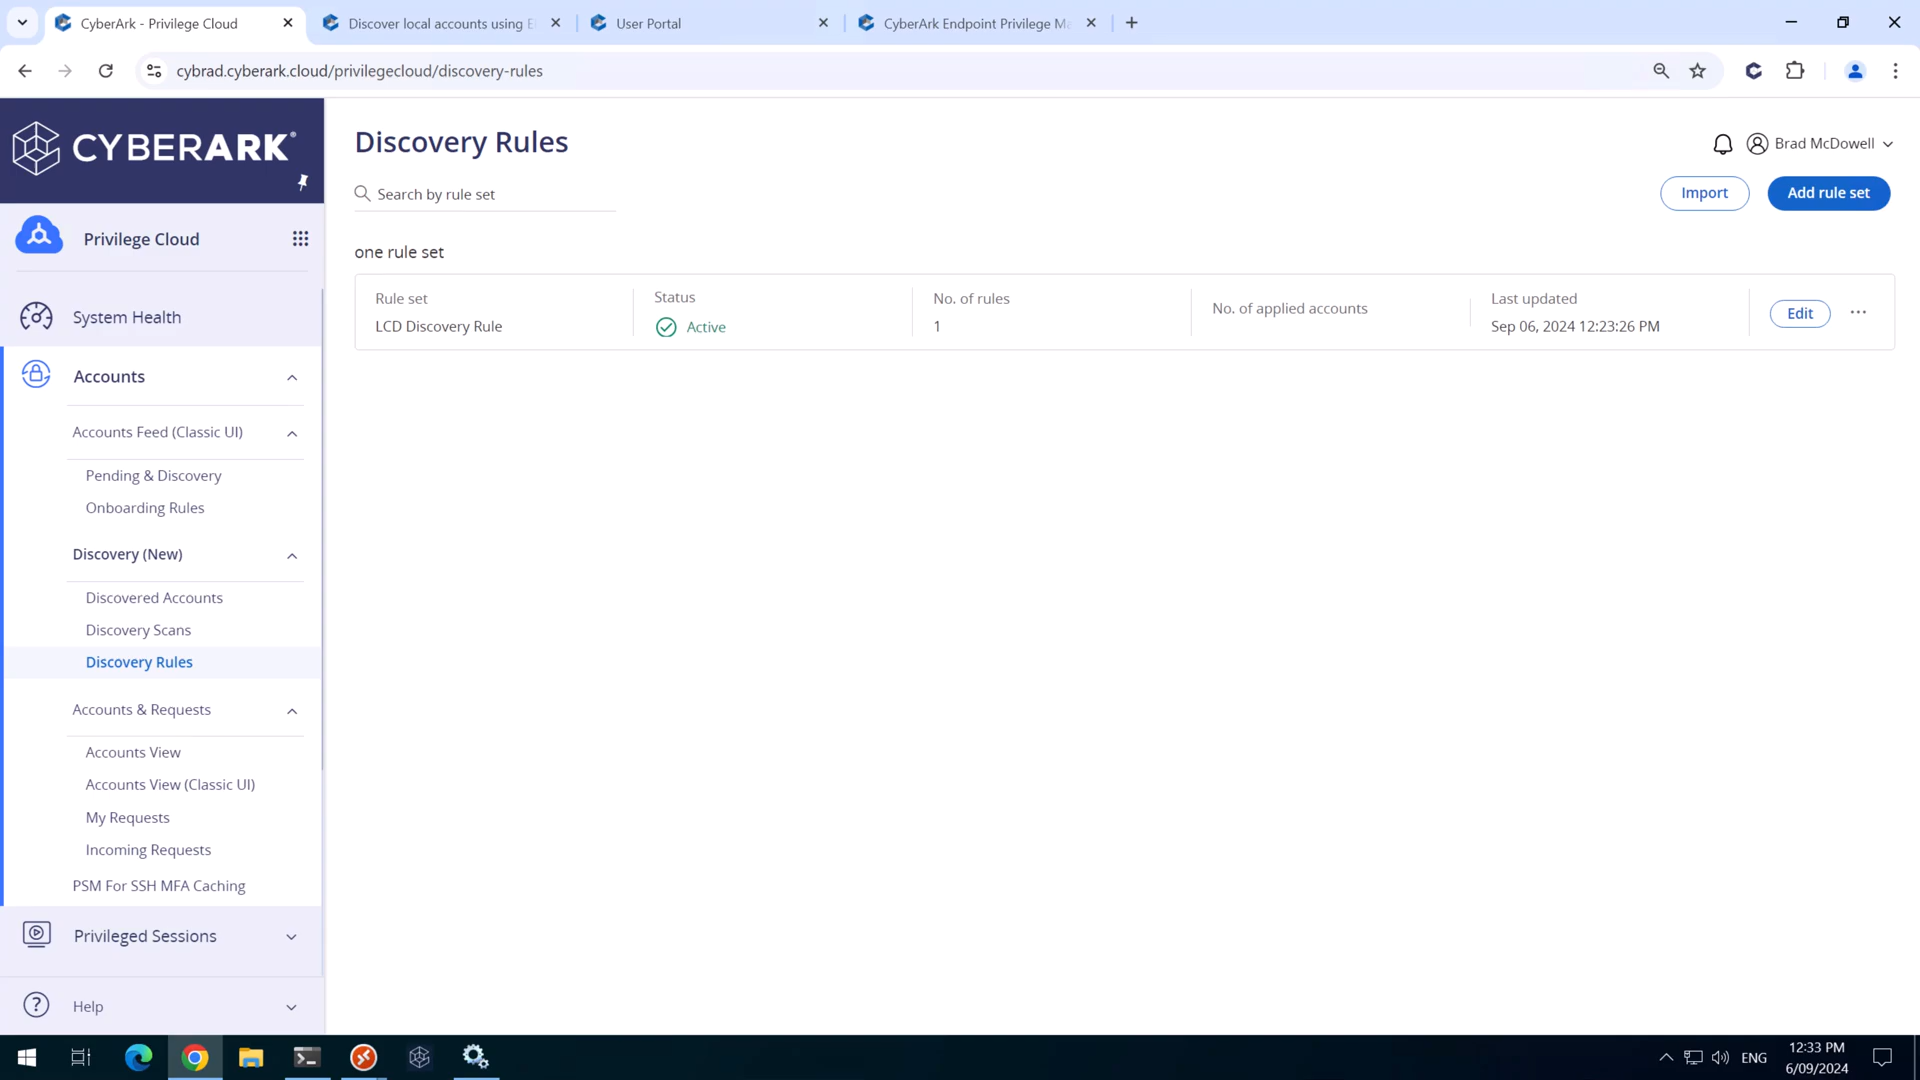 CyberArk - Privilege Cloud
Discover local accounts using E
User Portal
CyberArk Endpoint Privilege Ma
cybrad.cyberark.cloud/privilegecloud/discovery-rules
CYBERARK®
Privilege Cloud
System Health
Accounts
Accounts Feed (Classic UI)
Pending & Discovery
Onboarding Rules
Discovery (New)
Discovered Accounts
Discovery Scans
Discovery Rules
Accounts & Requests
Accounts View
Accounts View (Classic UI)
My Requests
Incoming Requests
PSM For SSH MFA Caching
Privileged Sessions
Help
Discovery Rules
Brad McDowell
Search by rule set
Import
Add rule set
one rule set
Rule set
LCD Discovery Rule
Status
Active
No. of rules
1
No. of applied accounts
Last updated
Sep 06, 2024 12:23:26 PM
Edit
ENG
12:33 PM
6/09/2024